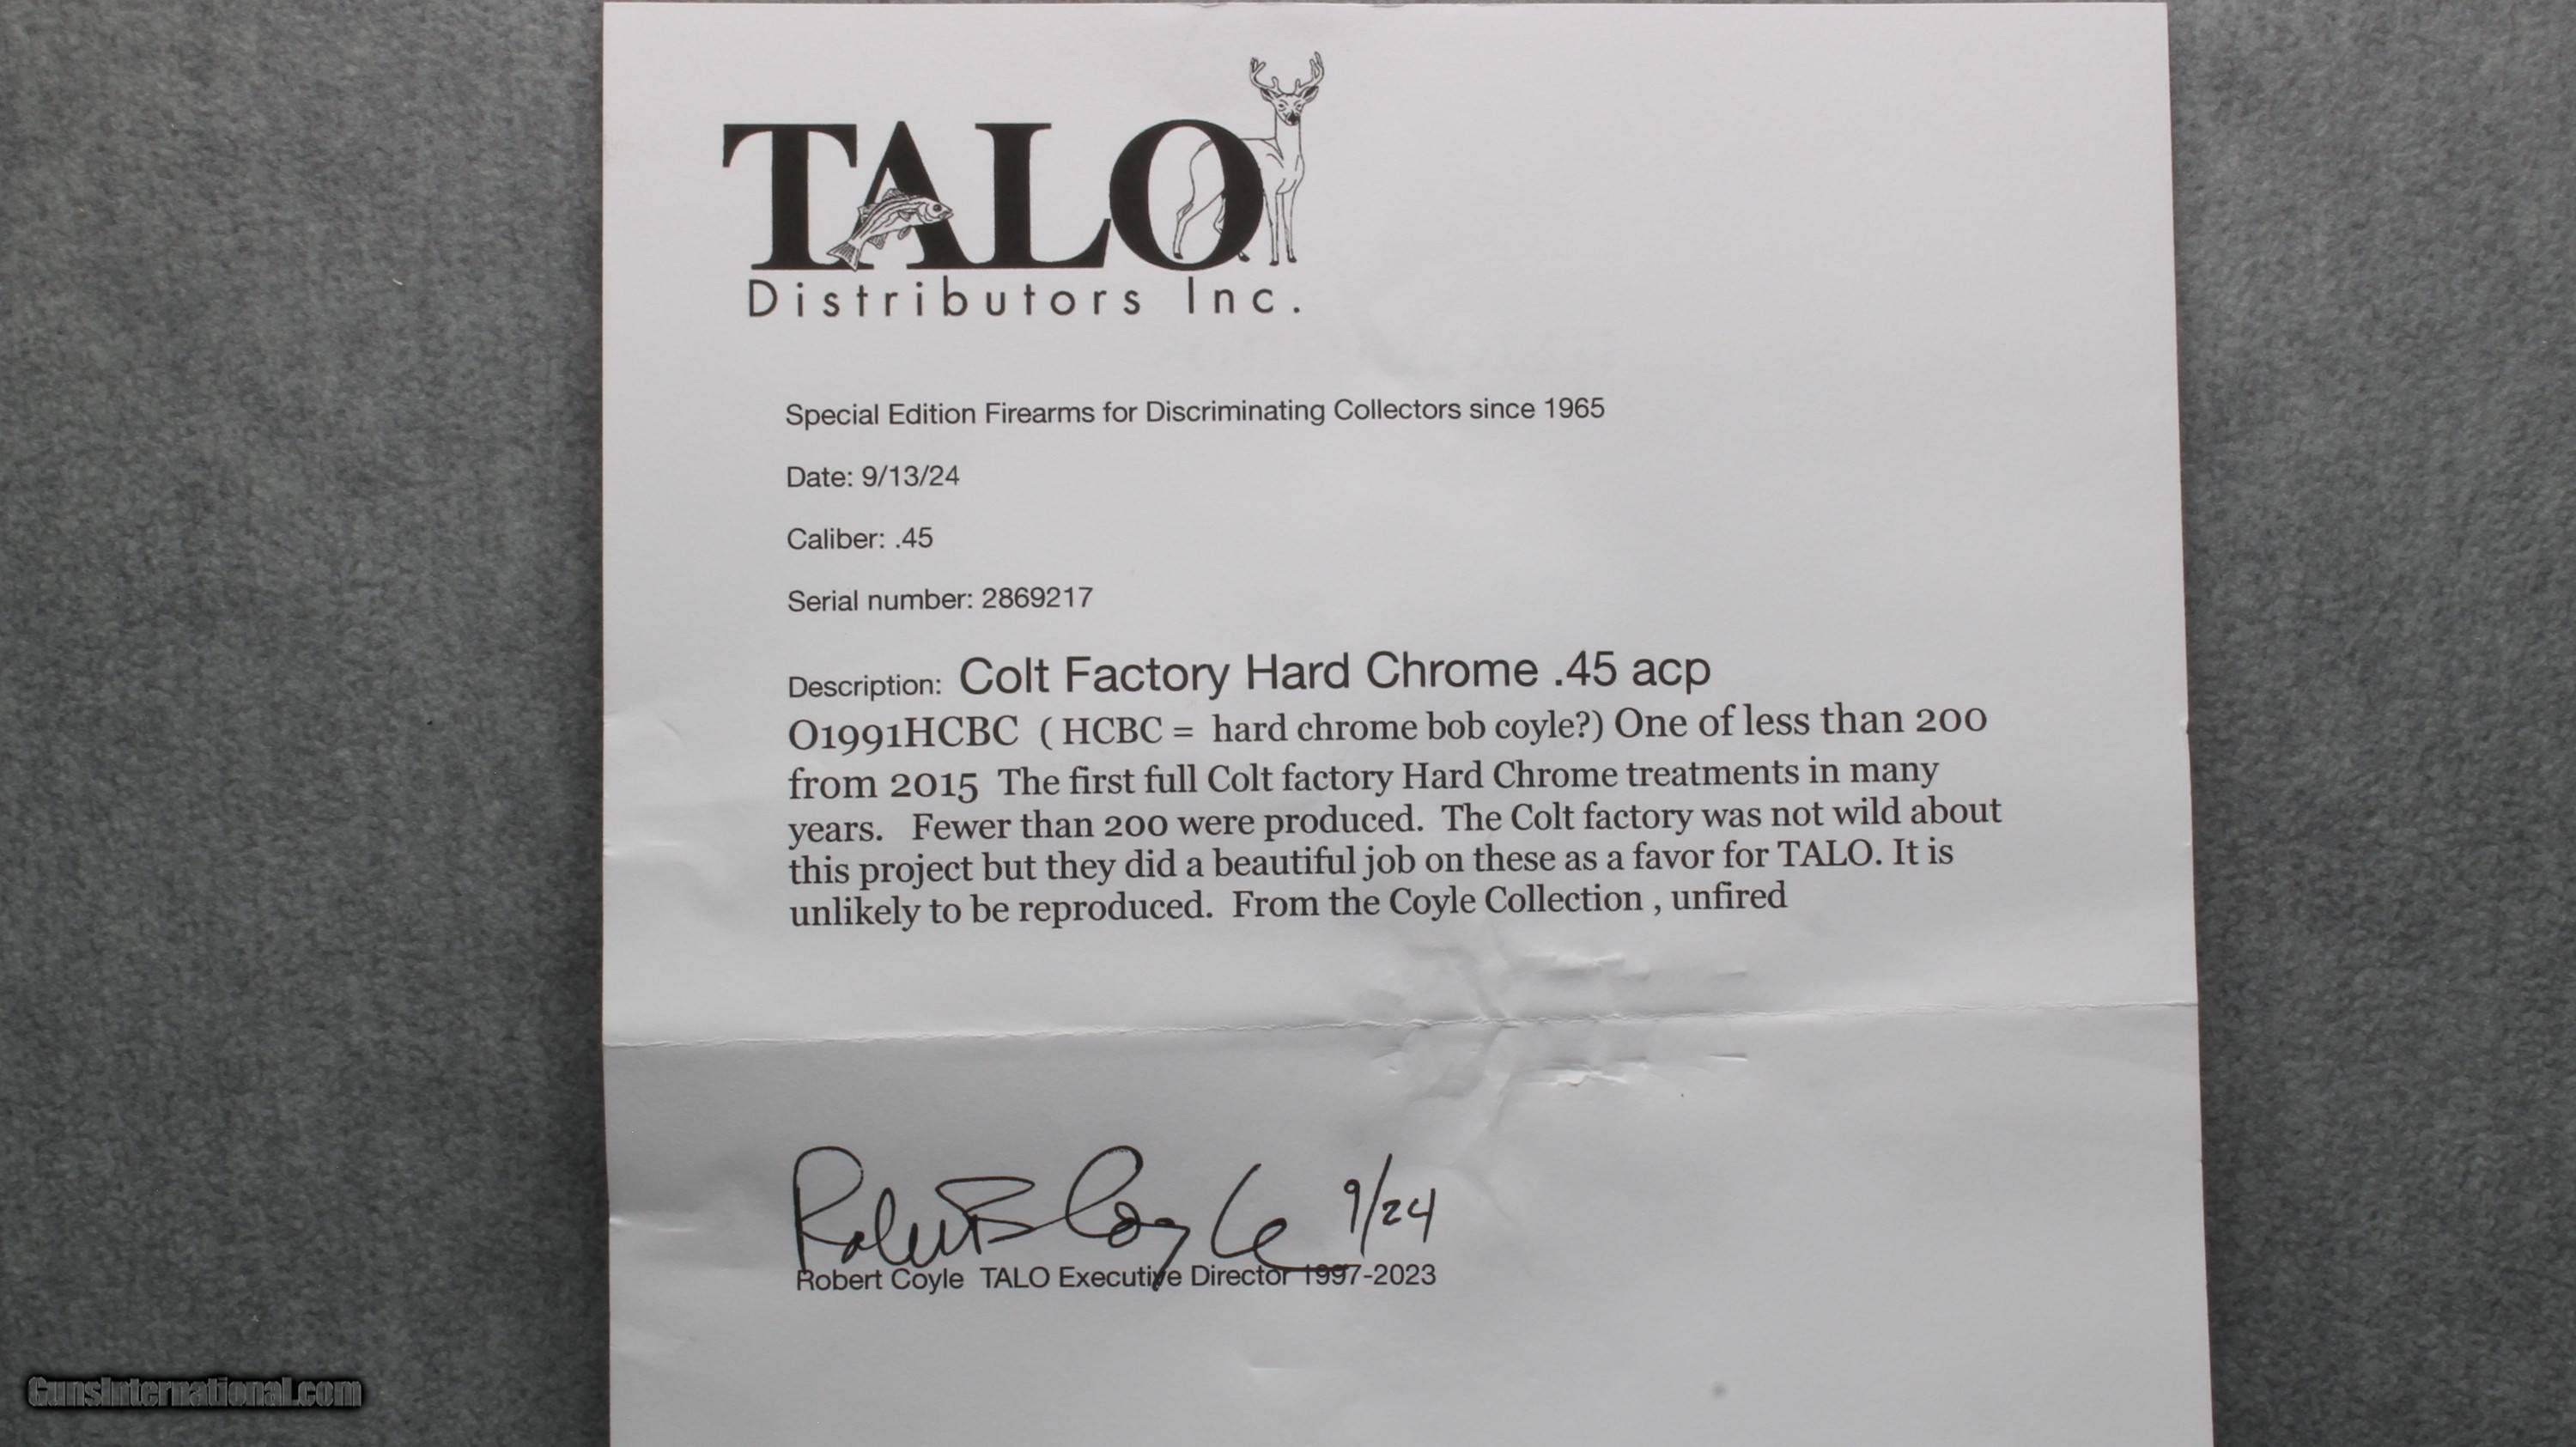 TALO
Distributors Inc.
Special Edition Firearms for Discriminating Collectors since 1965
Date: 9/13/24
Caliber: .45
Serial number: 2869217
Description: Colt Factory Hard Chrome .45 acp
O1991HCBC ( HCBC = hard chrome bob coyle?) One of less than 200
from 2015 The first full Colt factory Hard Chrome treatments in many
years. Fewer than 200 were produced. The Colt factory was not wild about
this project but they did a beautiful job on these as a favor for TALO. It is
unlikely to be reproduced. From the Coyle Collection , unfired
Robert B Coyle 9/24
Robert Coyle TALO Executive Director 1997-2023
GunsInternational.com